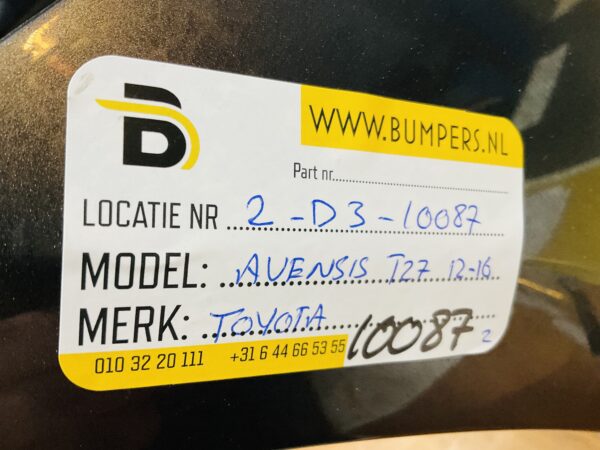 B
WWW.BUMPERS.NL
Part nr.
LOCATIE NR 2-D3-10087
MODEL: AVENSIS T27 12-16
MERK: TOYOTA
10087 2
010 32 20 111 +31 6 44 66 53 55